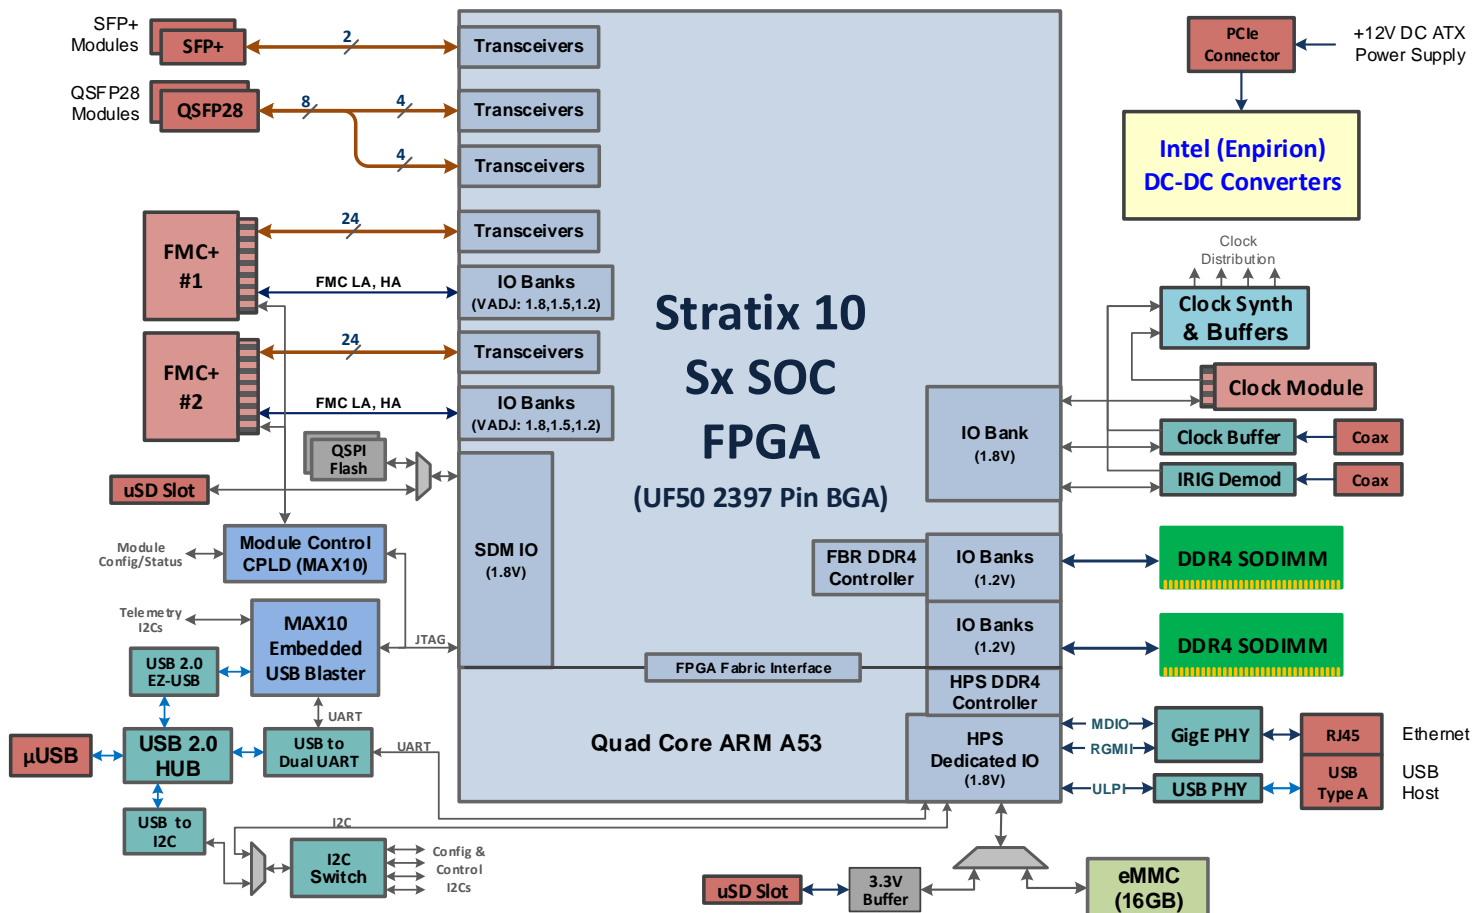 SFP+
Modules
SFP+
2
Transceivers
QSFP28
Modules
QSFP28
8
4
Transceivers
4
Transceivers
FMC+
#1
24
Transceivers
FMC LA, HA
IO Banks
(VADJ: 1.8,1.5,1.2)
FMC+
#2
24
Transceivers
FMC LA, HA
IO Banks
(VADJ: 1.8,1.5,1.2)
QSPI
Flash
uSD Slot
Module
Config/Status
Module Control
CPLD (MAX10)
SDM IO
(1.8V)
Telemetry
I2Cs
MAX10
Embedded
USB Blaster
JTAG
USB 2.0
EZ-USB
UART
µUSB
USB 2.0
HUB
USB to
Dual UART
UART
USB to
I2C
I2C
I2C
Switch
Config &
Control
I2Cs
Stratix 10
Sx SOC
FPGA
(UF50 2397 Pin BGA)
FPGA Fabric Interface
Quad Core ARM A53
PCIe
Connector
+12V DC ATX
Power Supply
Intel (Enpirion)
DC-DC Converters
Clock
Distribution
Clock Synth
& Buffers
Clock Module
IO Bank
(1.8V)
Clock Buffer
Coax
IRIG Demod
Coax
FBR DDR4
Controller
IO Banks
(1.2V)
DDR4 SODIMM
IO Banks
(1.2V)
DDR4 SODIMM
HPS DDR4
Controller
HPS
Dedicated IO
(1.8V)
MDIO
RGMII
GigE PHY
RJ45
Ethernet
ULPI
USB PHY
USB
Type A
USB
Host
uSD Slot
3.3V
Buffer
eMMC
(16GB)